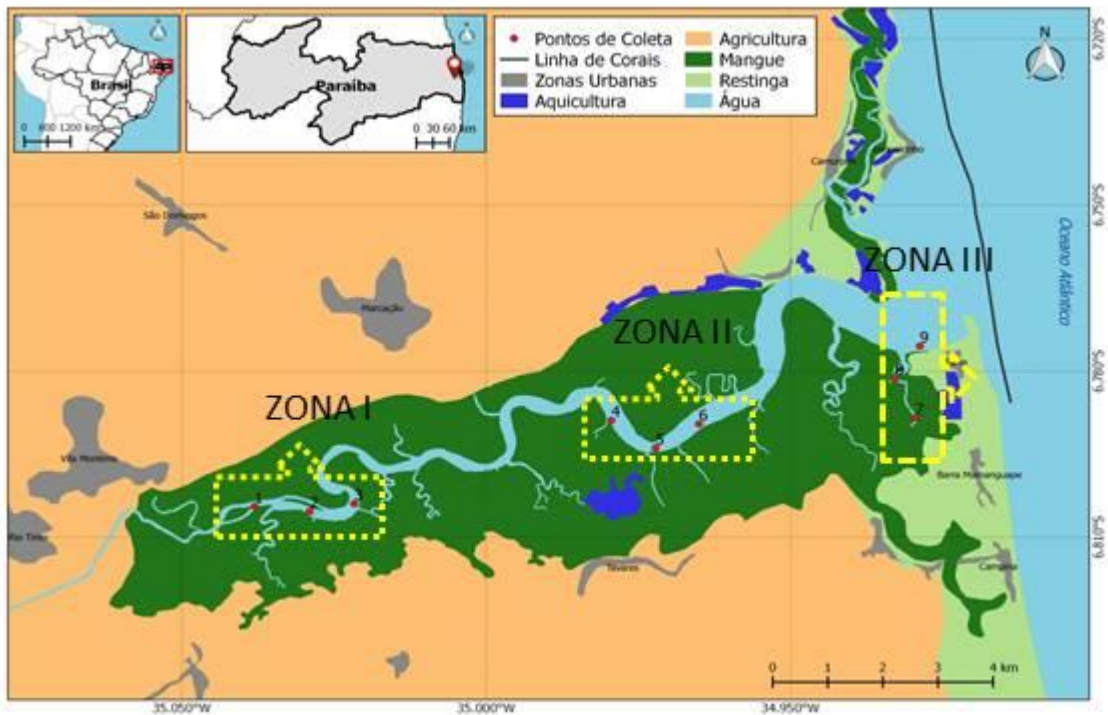 Brasil
0 600 1200 km
Paraíba
0 30 60 km
Pontos de Coleta
Linha de Corais
Zonas Urbanas
Aquicultura
Agricultura
Mangue
Restinga
Água
N
6.720°S
6.750°S
6.780°S
6.810°S
Oceano Atlântico
São Domingos
Marcação
ZONA III
ZONA II
ZONA I
9
8
7
4
5
6
1
2
3
Vila Monteiro
Rio Tinto
Barra Mamanguape
Tavares
0 1 2 3 4 km
35.050°W
35.000°W
34.950°W